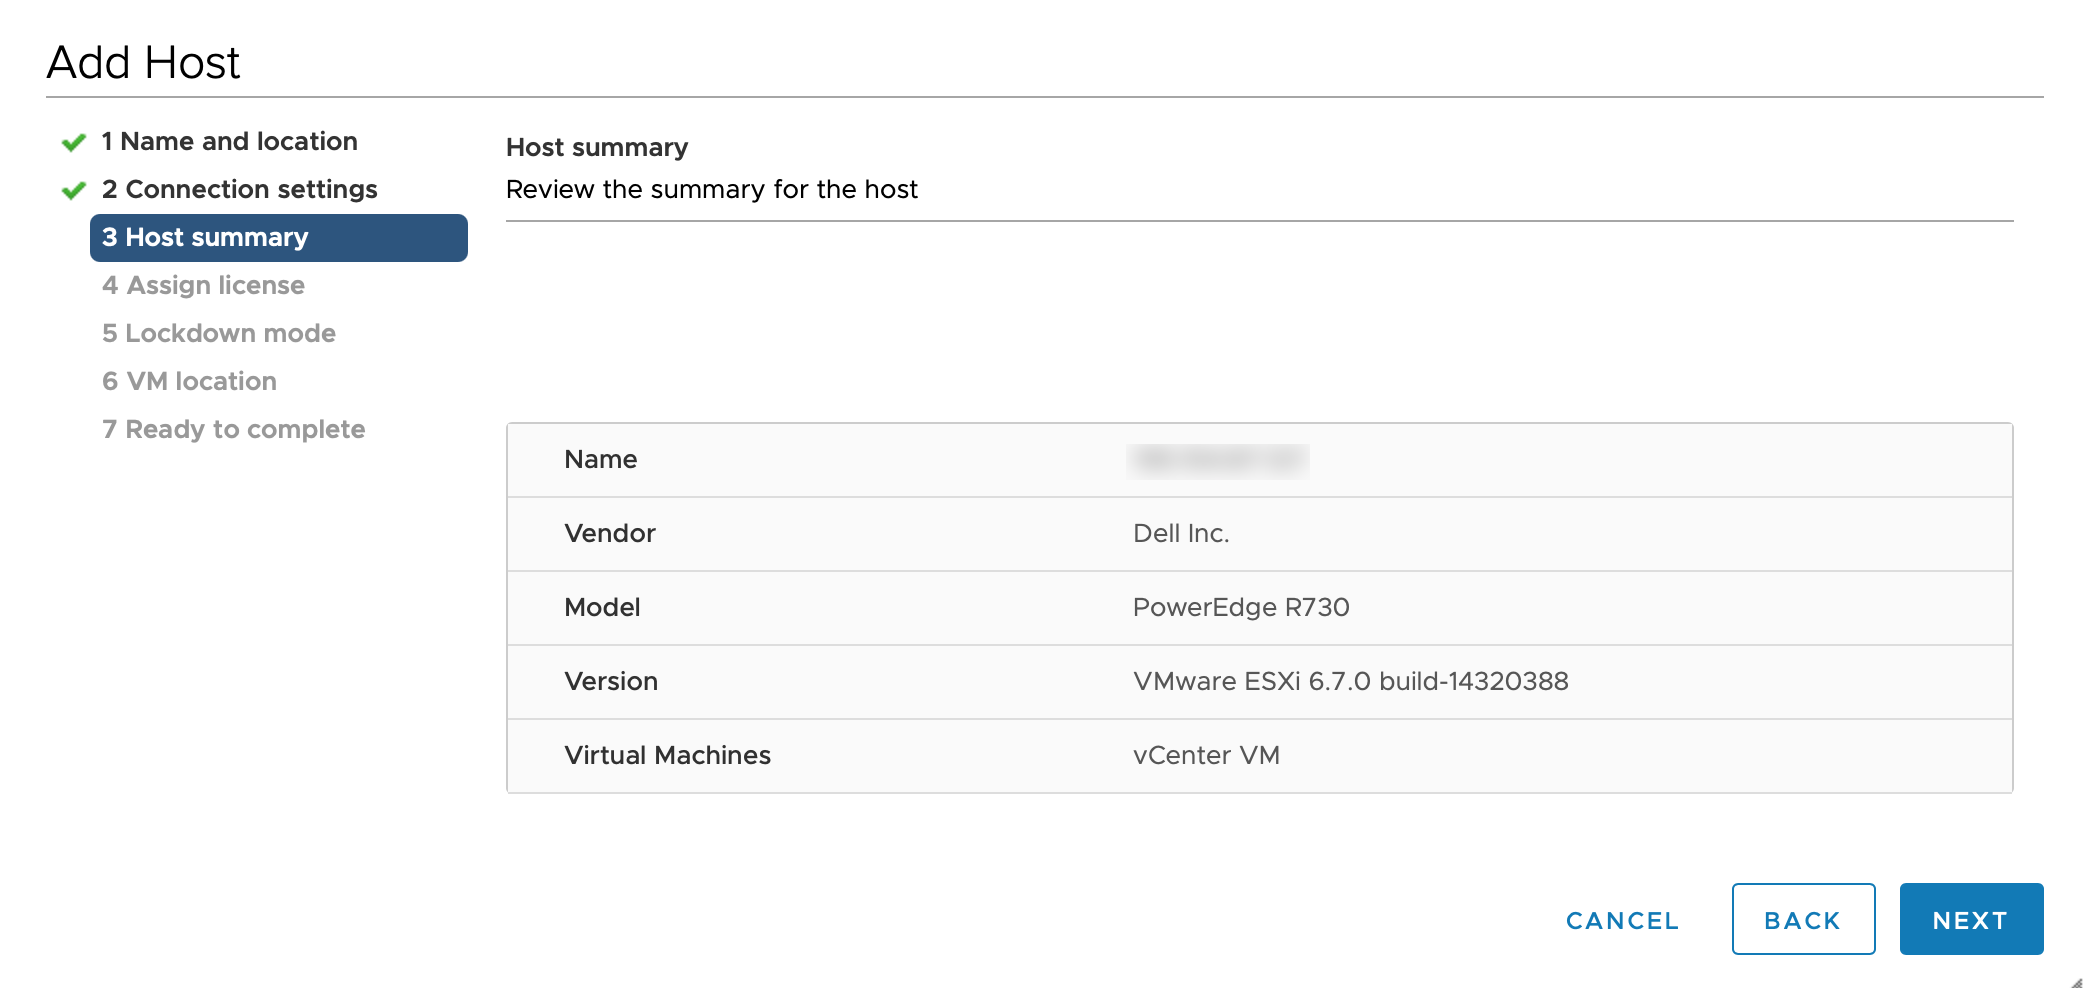 Add Host
1 Name and location
2 Connection settings
3 Host summary
4 Assign license
5 Lockdown mode
6 VM location
7 Ready to complete
Host summary
Review the summary for the host
Name
Vendor Dell Inc.
Model PowerEdge R730
Version VMware ESXi 6.7.0 build-14320388
Virtual Machines vCenter VM
CANCEL BACK NEXT